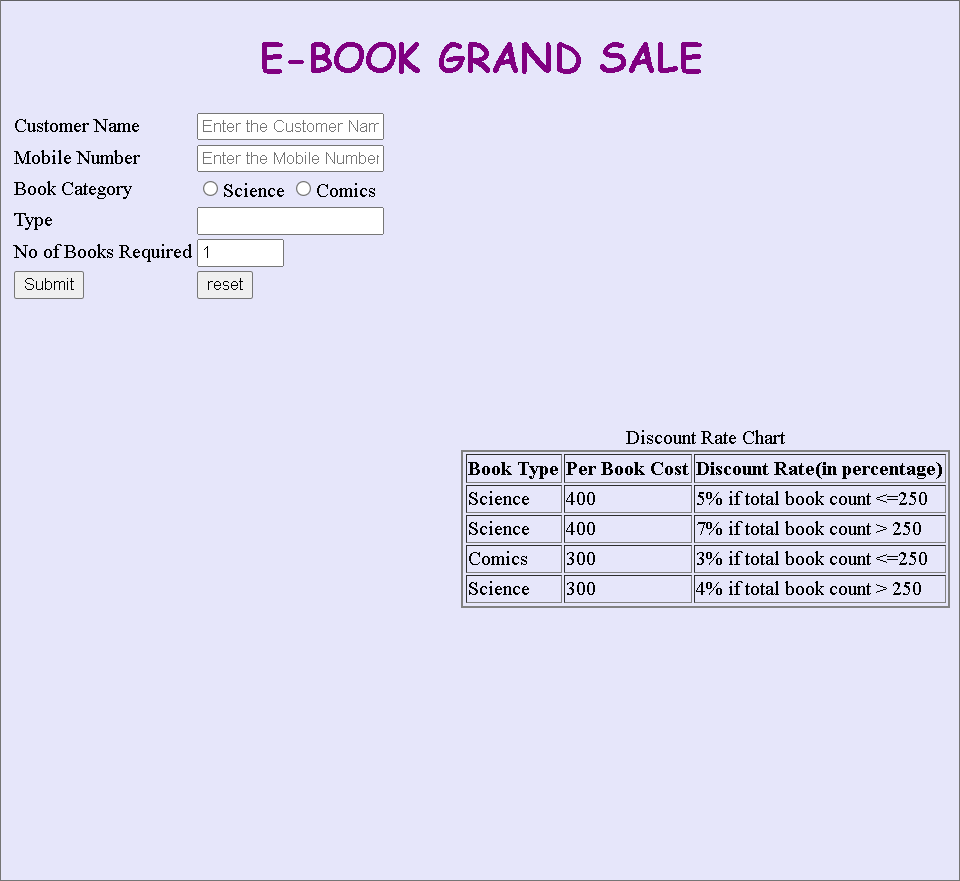 E-BOOK GRAND SALE
Customer Name Enter the Customer Nam
Mobile Number Enter the Mobile Number
Book Category Science Comics
Type
No of Books Required 1
Submit reset
Discount Rate Chart
Book Type Per Book Cost Discount Rate(in percentage)
Science 400 5% if total book count <=250
Science 400 7% if total book count > 250
Comics 300 3% if total book count <=250
Science 300 4% if total book count > 250